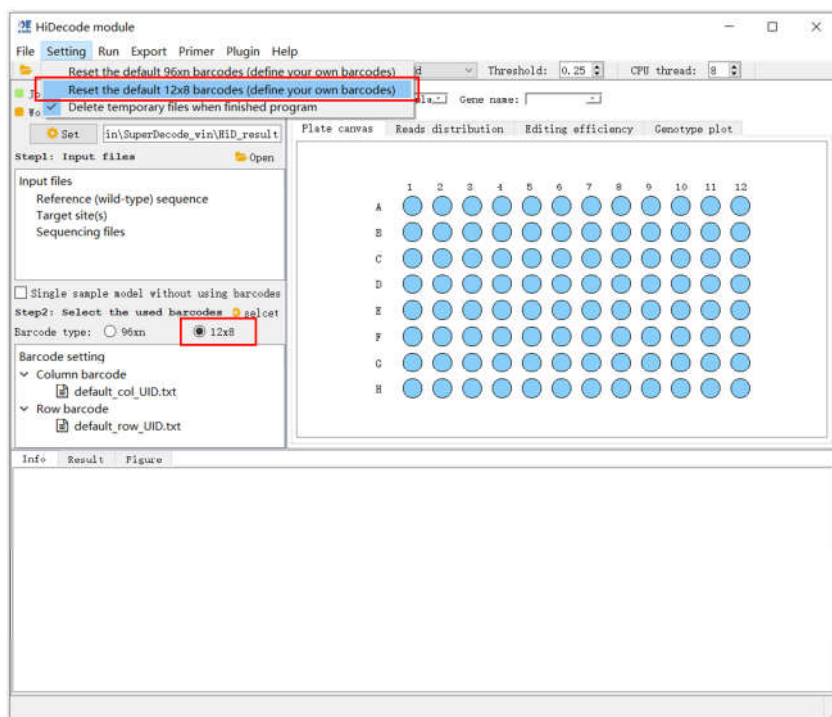 HiDecode module
File Setting Run Export Primer Plugin Help
Reset the default 96xn barcodes (define your own barcodes)
Threshold: 0.25 CPU thread: 8
Reset the default 12x8 barcodes (define your own barcodes)
Gene name:
Delete temporary files when finished program
Set in\SuperDecode_win\HiD_result
Plate canvas Reads distribution Editing efficiency Genotype plot
Step1: Input files Open
Input files
Reference (wild-type) sequence
Target site(s)
Sequencing files
1 2 3 4 5 6 7 8 9 10 11 12
A
B
C
D
E
F
G
H
Single sample model without using barcodes
Step2: Select the used barcodes selcet
Barcode type: 96xn 12x8
Barcode setting
Column barcode
default_col_UID.txt
Row barcode
default_row_UID.txt
Info Result Figure